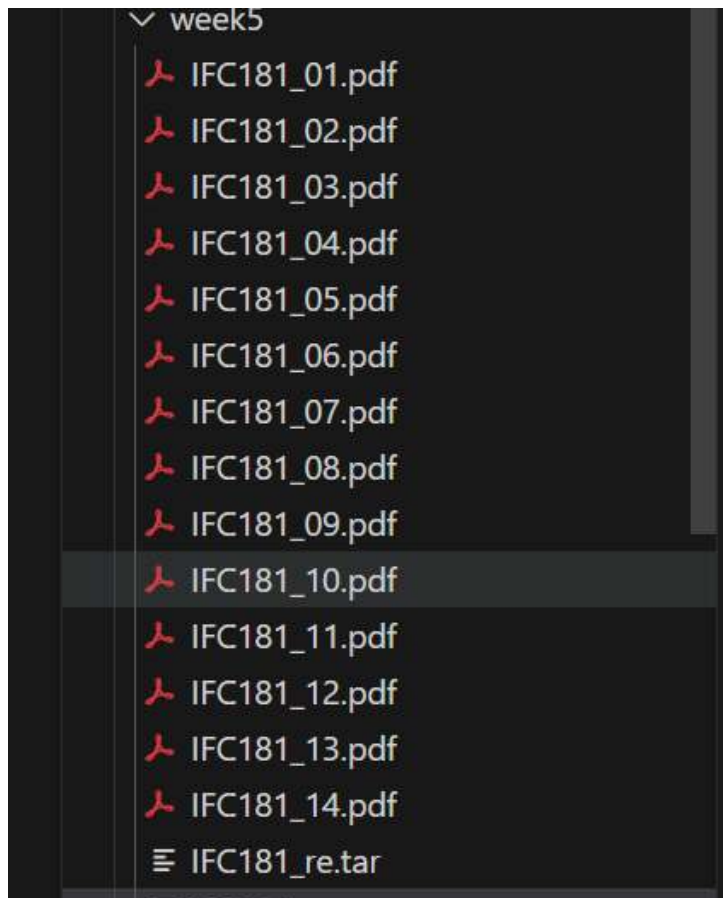 week5
IFC181_01.pdf
IFC181_02.pdf
IFC181_03.pdf
IFC181_04.pdf
IFC181_05.pdf
IFC181_06.pdf
IFC181_07.pdf
IFC181_08.pdf
IFC181_09.pdf
IFC181_10.pdf
IFC181_11.pdf
IFC181_12.pdf
IFC181_13.pdf
IFC181_14.pdf
IFC181_re.tar